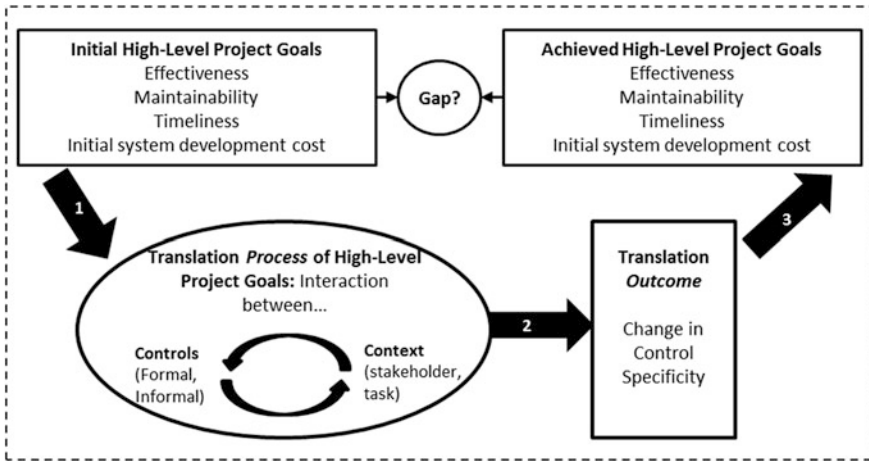 Initial High-Level Project Goals
Effectiveness
Maintainability
Timeliness
Initial system development cost
Gap?
Achieved High-Level Project Goals
Effectiveness
Maintainability
Timeliness
Initial system development cost
1
Translation Process of High-Level
Project Goals: Interaction
between...
Controls
(Formal,
Informal)
Context
(stakeholder,
task)
2
Translation
Outcome
Change in
Control
Specificity
3